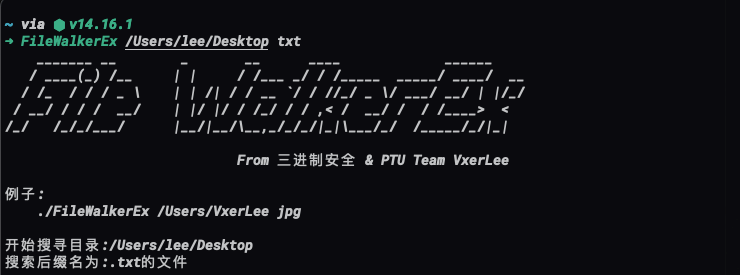 ~ via ⬢ v14.16.1
➜ FileWalkerEx /Users/lee/Desktop txt
File WalkerEx
From 三进制安全 & PTU Team VxerLee
例子:
./FileWalkerEx /Users/VxerLee jpg
开始搜寻目录:/Users/lee/Desktop
搜索后缀名为:.txt的文件